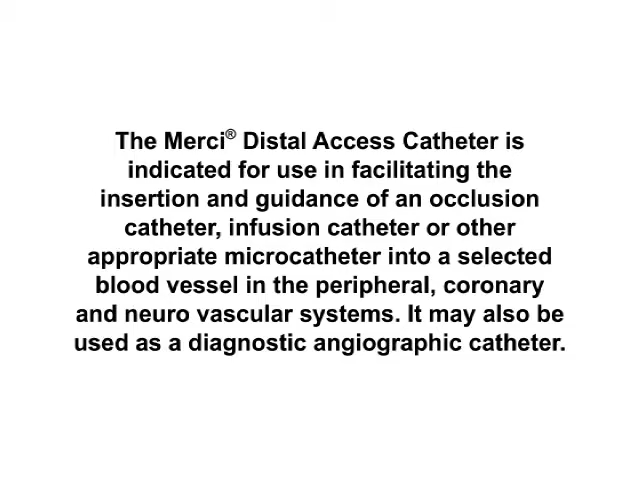 The Merci® Distal Access Catheter is
indicated for use in facilitating the
insertion and guidance of an occlusion
catheter, infusion catheter or other
appropriate microcatheter into a selected
blood vessel in the peripheral, coronary
and neuro vascular systems. It may also be
used as a diagnostic angiographic catheter.